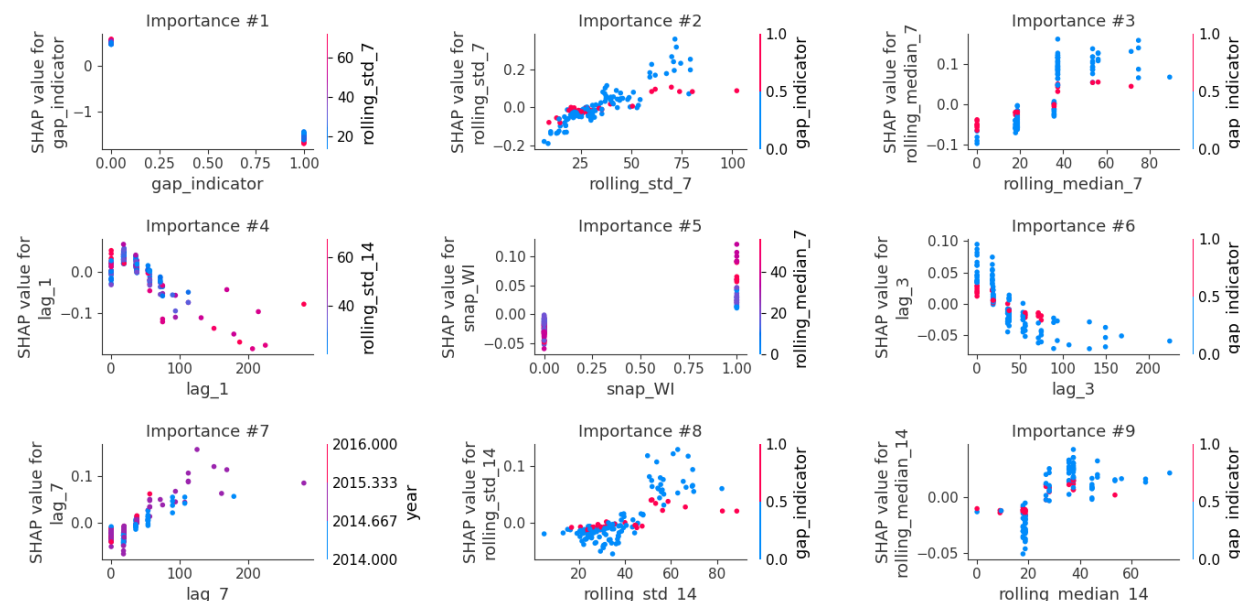 Importance #1
SHAP value for
gap_indicator
0
−1
0.00 0.25 0.50 0.75 1.00
gap_indicator
60
40
20
rolling_std_7
Importance #2
SHAP value for
rolling_std_7
0.2
0.0
−0.2
25 50 75 100
rolling_std_7
1.0
0.5
0.0
gap_indicator
Importance #3
SHAP value for
rolling_median_7
0.1
0.0
−0.1
0 20 40 60 80
rolling_median_7
1.0
0.5
0.0
gap_indicator
Importance #4
SHAP value for
lag_1
0.0
−0.1
0 100 200
lag_1
60
40
rolling_std_14
Importance #5
SHAP value for
snap_WI
0.10
0.05
0.00
−0.05
0.00 0.25 0.50 0.75 1.00
snap_WI
40
20
0
rolling_median_7
Importance #6
SHAP value for
lag_3
0.10
0.05
0.00
−0.05
0 50 100 150 200
lag_3
1.0
0.5
0.0
gap_indicator
Importance #7
SHAP value for
lag_7
0.1
0.0
0 100 200
lag_7
2016.000
2015.333
2014.667
2014.000
year
Importance #8
SHAP value for
rolling_std_14
0.1
0.0
20 40 60 80
rolling_std_14
1.0
0.5
0.0
gap_indicator
Importance #9
SHAP value for
rolling_median_14
0.00
−0.05
0 20 40 60
rolling_median_14
1.0
0.5
0.0
gap_indicator